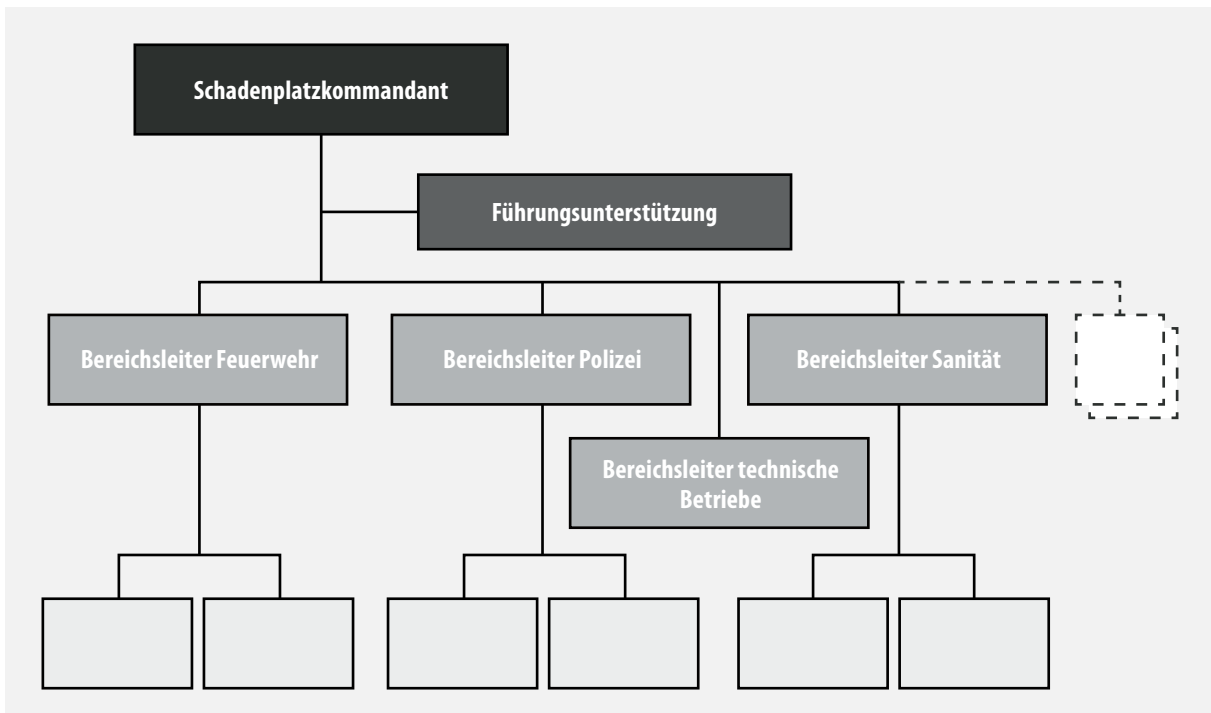 Schadenplatzkommandant
Führungsunterstützung
Bereichsleiter Feuerwehr
Bereichsleiter Polizei
Bereichsleiter Sanität
Bereichsleiter technische
Betriebe